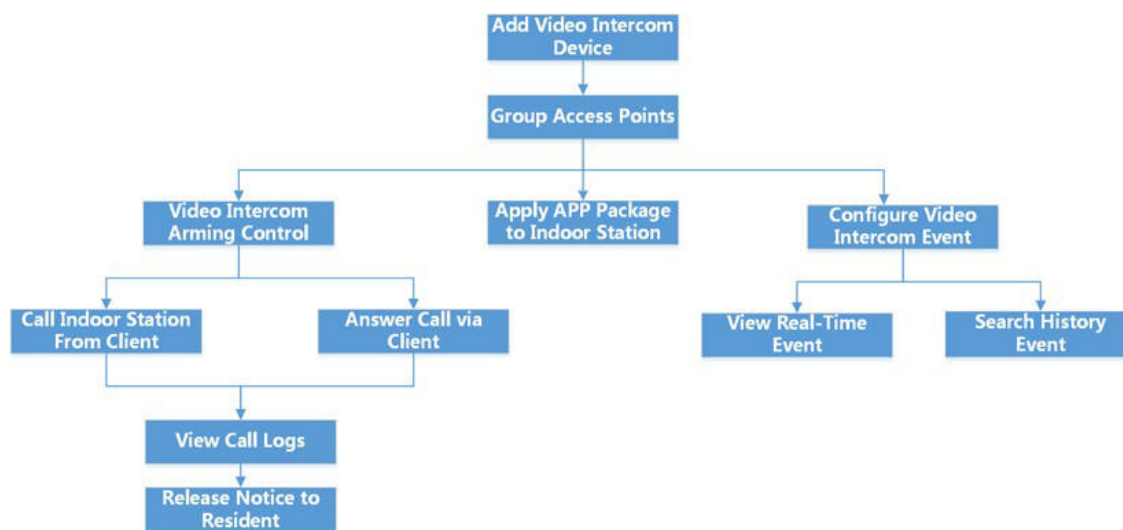 Add Video Intercom
Device
Group Access Points
Video Intercom
Arming Control
Apply APP Package
to Indoor Station
Configure Video
Intercom Event
Call Indoor Station
From Client
Answer Call via
Client
View Real-Time
Event
Search History
Event
View Call Logs
Release Notice to
Resident